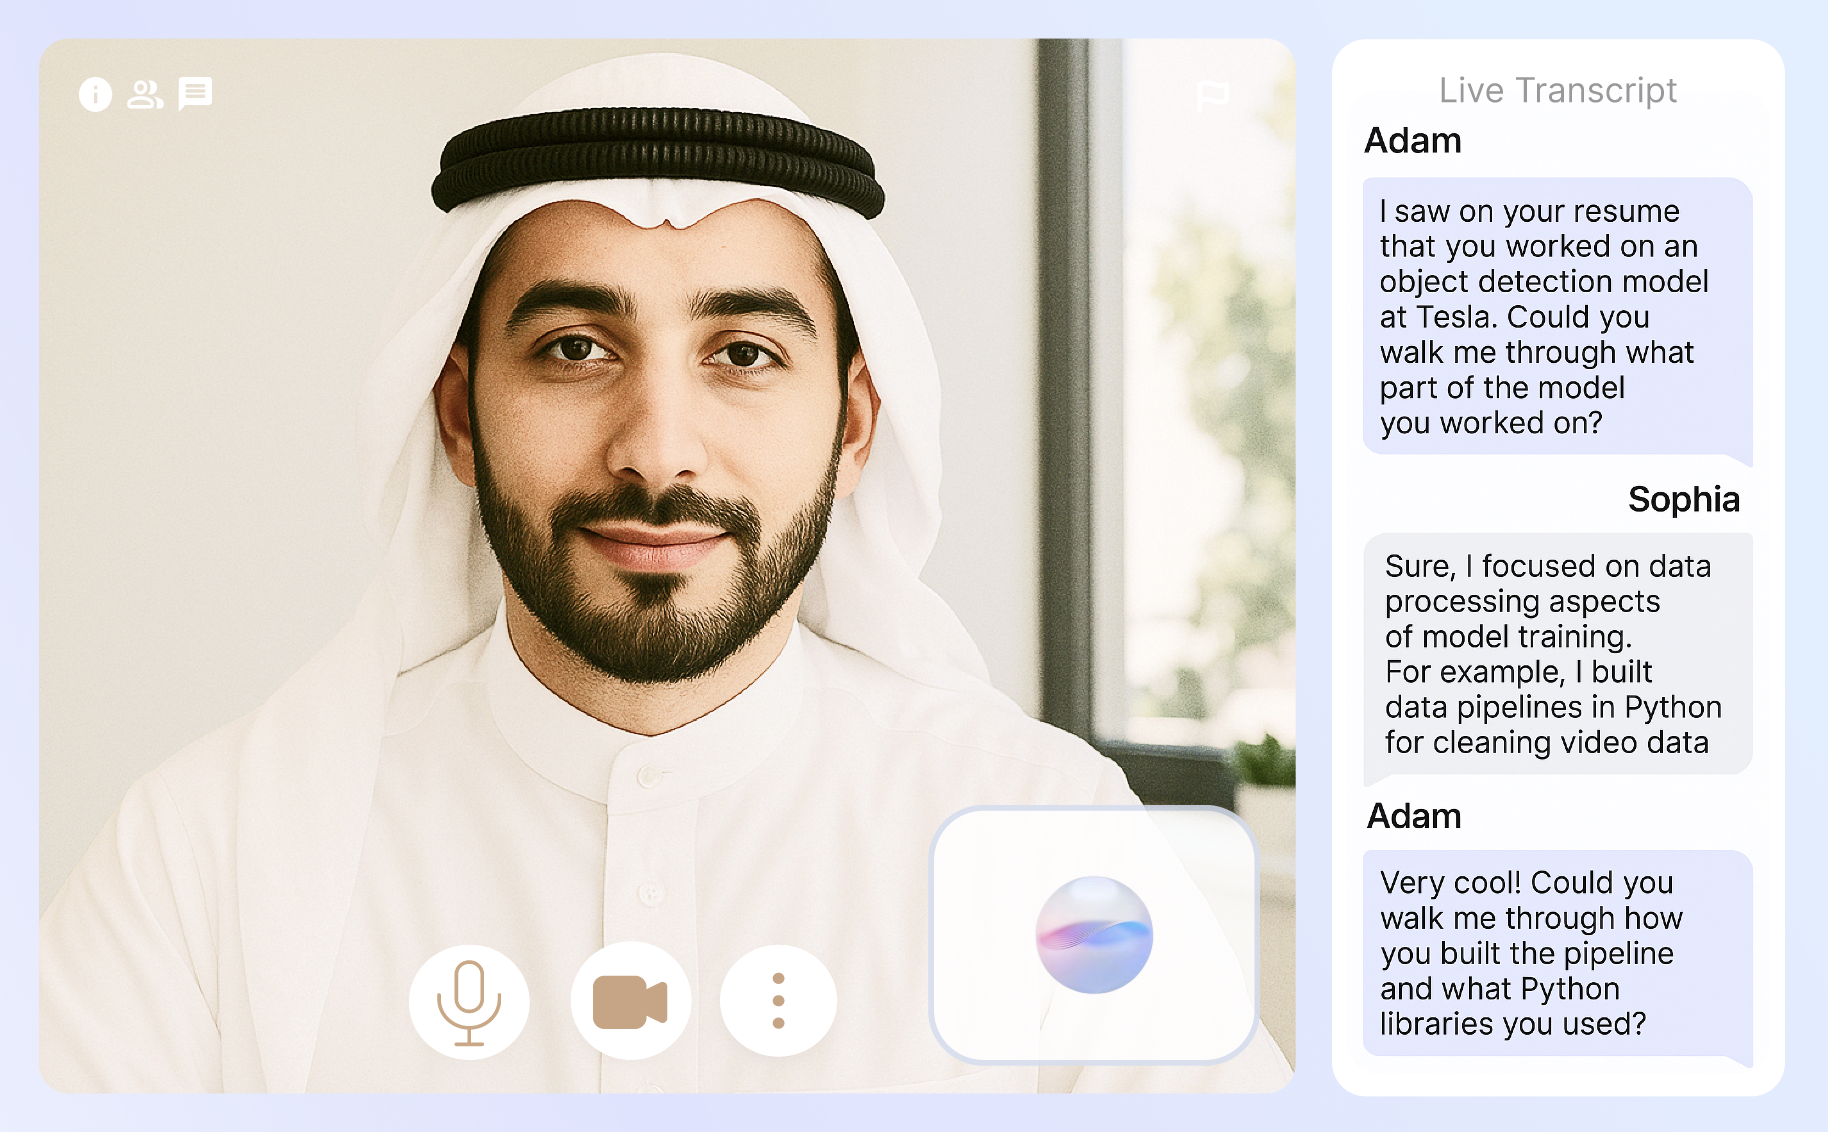 Live Transcript
Adam
I saw on your resume
that you worked on an
object detection model
at Tesla. Could you
walk me through what
part of the model
you worked on?
Sophia
Sure, I focused on data
processing aspects
of model training.
For example, I built
data pipelines in Python
for cleaning video data
Adam
Very cool! Could you
walk me through how
you built the pipeline
and what Python
libraries you used?